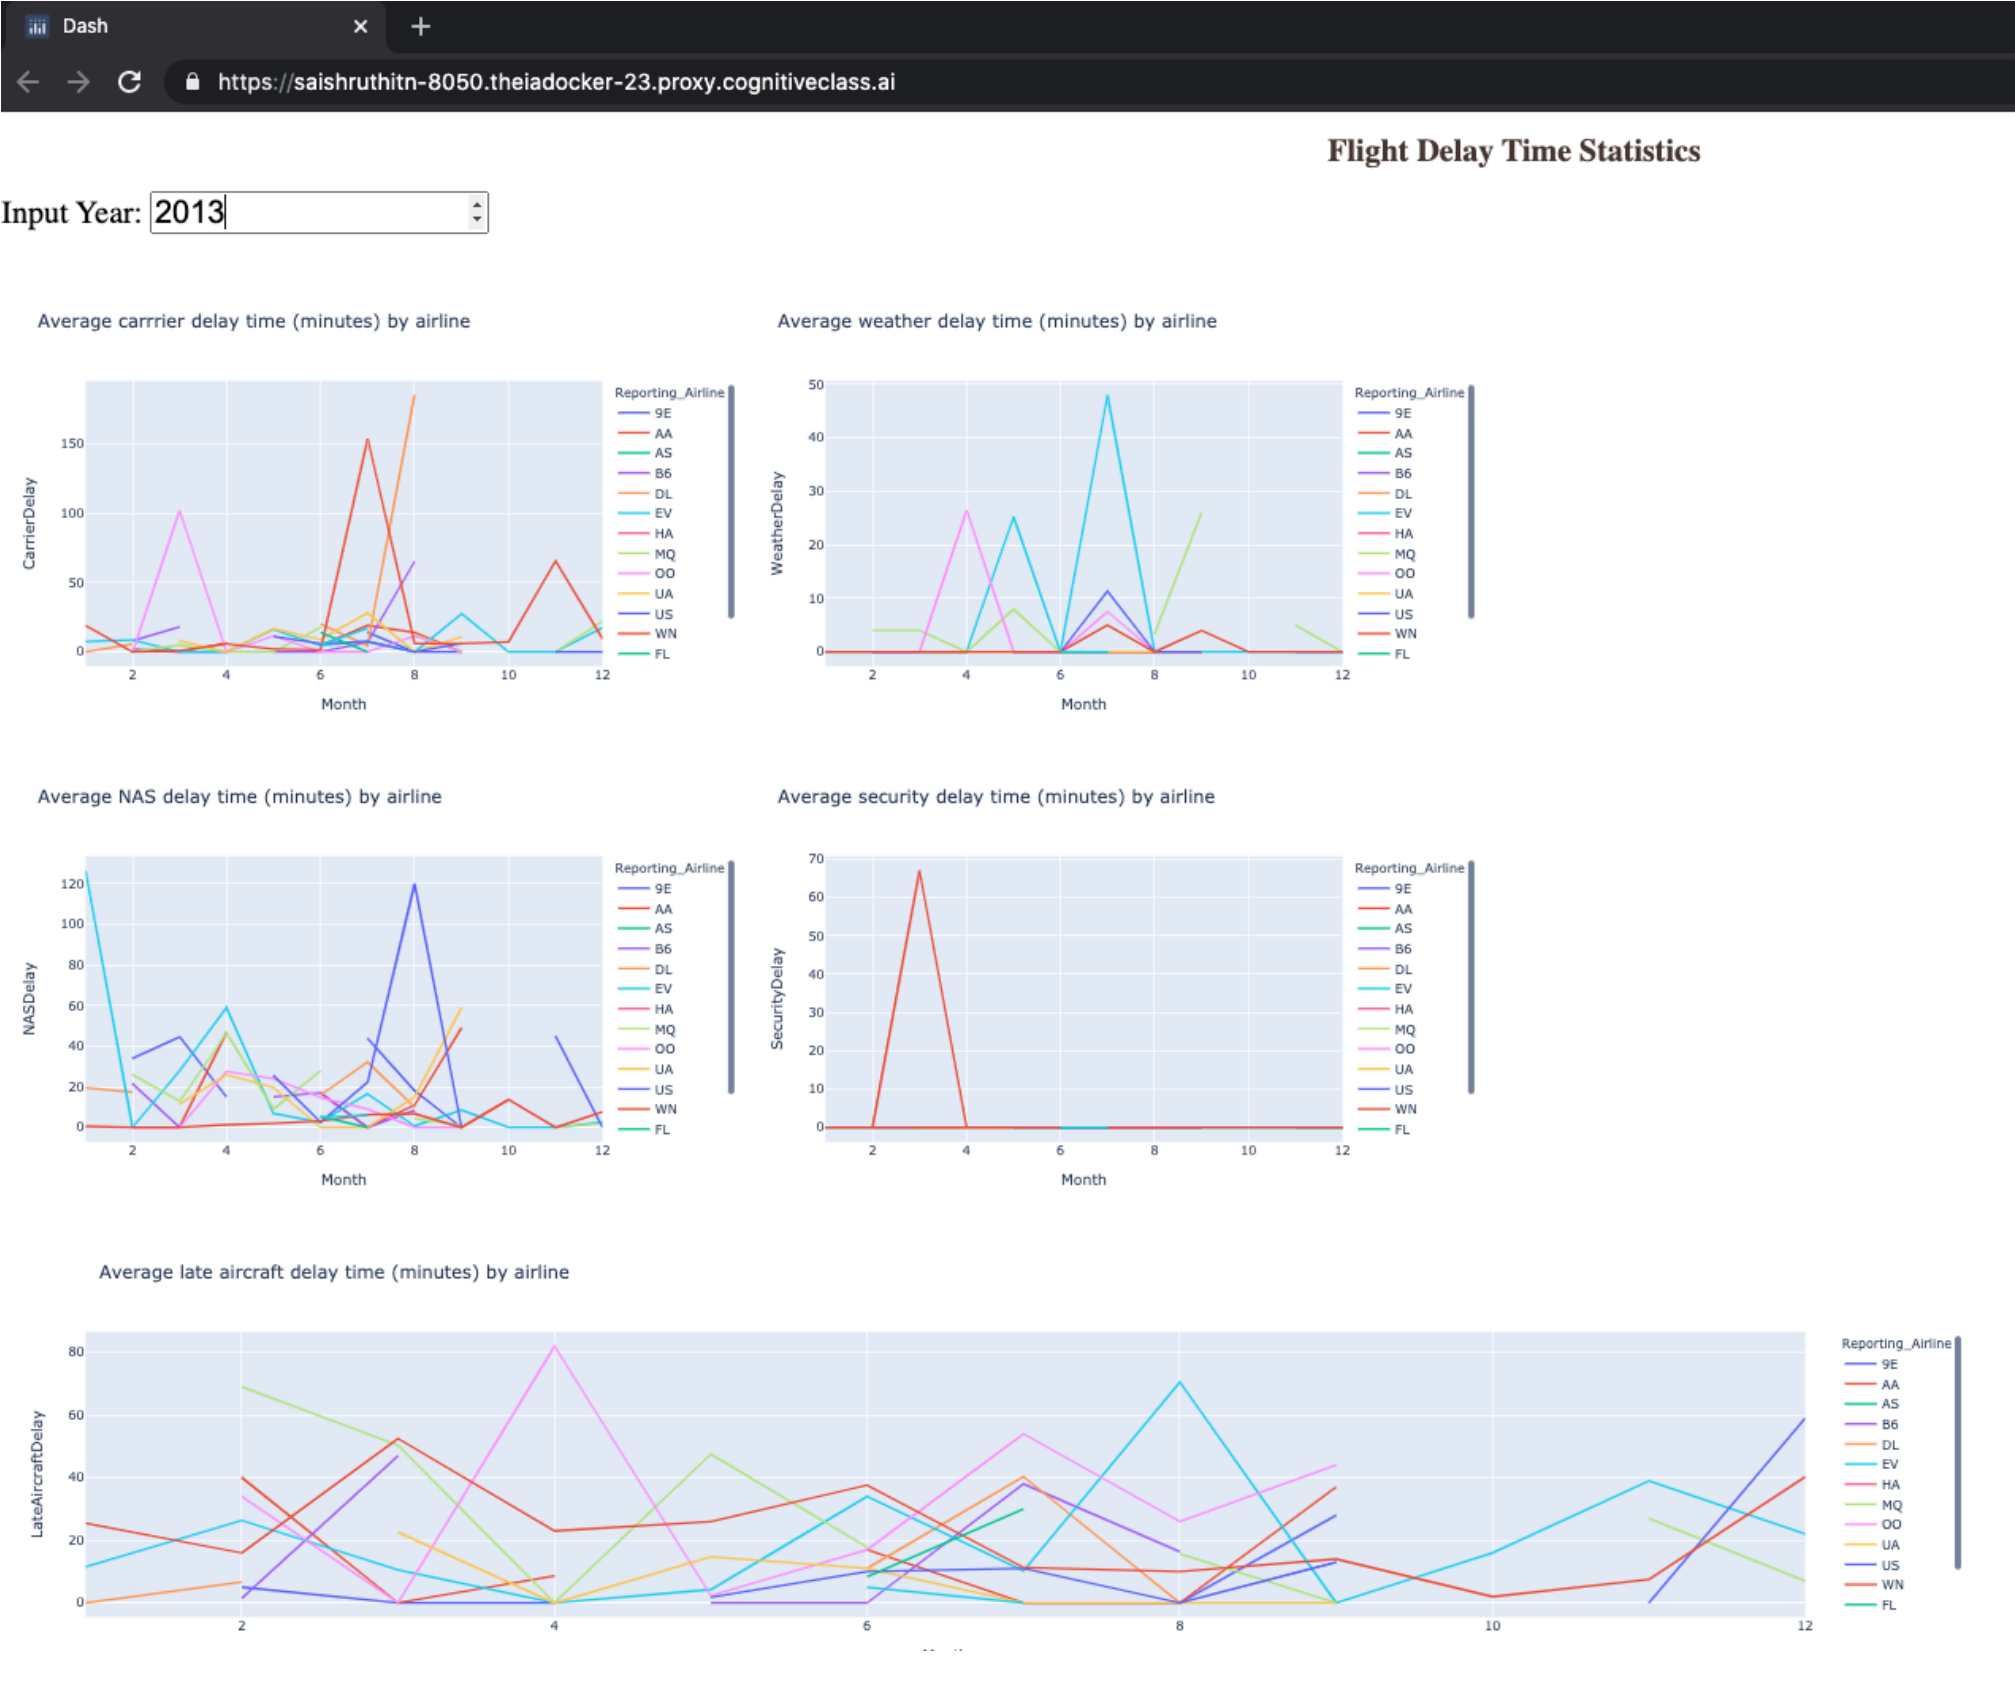 Dash
https://saishruthitn-8050.theiadocker-23.proxy.cognitiveclass.ai
Flight Delay Time Statistics
Input Year: 2013
Average carrrier delay time (minutes) by airline
CarrierDelay
150
100
50
0
2 4 6 8 10 12
Month
Reporting_Airline
9E
AA
AS
B6
DL
EV
HA
MQ
OO
UA
US
WN
FL
Average weather delay time (minutes) by airline
WeatherDelay
50
40
30
20
10
0
2 4 6 8 10 12
Month
Reporting_Airline
9E
AA
AS
B6
DL
EV
HA
MQ
OO
UA
US
WN
FL
Average NAS delay time (minutes) by airline
NASDelay
120
100
80
60
40
20
0
2 4 6 8 10 12
Month
Reporting_Airline
9E
AA
AS
B6
DL
EV
HA
MQ
OO
UA
US
WN
FL
Average security delay time (minutes) by airline
SecurityDelay
70
60
50
40
30
20
10
0
2 4 6 8 10 12
Month
Reporting_Airline
9E
AA
AS
B6
DL
EV
HA
MQ
OO
UA
US
WN
FL
Average late aircraft delay time (minutes) by airline
LateAircraftDelay
80
60
40
20
0
2 4 6 8 10 12
Reporting_Airline
9E
AA
AS
B6
DL
EV
HA
MQ
OO
UA
US
WN
FL